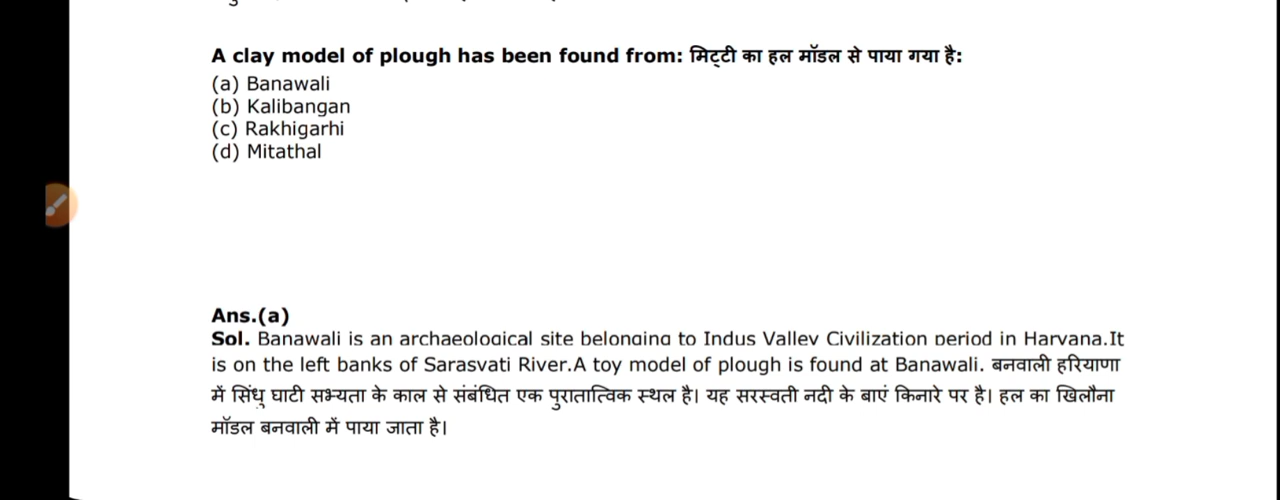 A clay model of plough has been found from: मिट्टी का हल मॉडल से पाया गया है:
(a) Banawali
(b) Kalibangan
(c) Rakhigarhi
(d) Mitathal
Ans.(a)
Sol. Banawali is an archaeological site belonging to Indus Valley Civilization period in Haryana.It
is on the left banks of Sarasvati River.A toy model of plough is found at Banawali. बनवाली हरियाणा
में सिंधु घाटी सभ्यता के काल से संबंधित एक पुरातात्विक स्थल है। यह सरस्वती नदी के बाएं किनारे पर है। हल का खिलौना
मॉडल बनवाली में पाया जाता है।